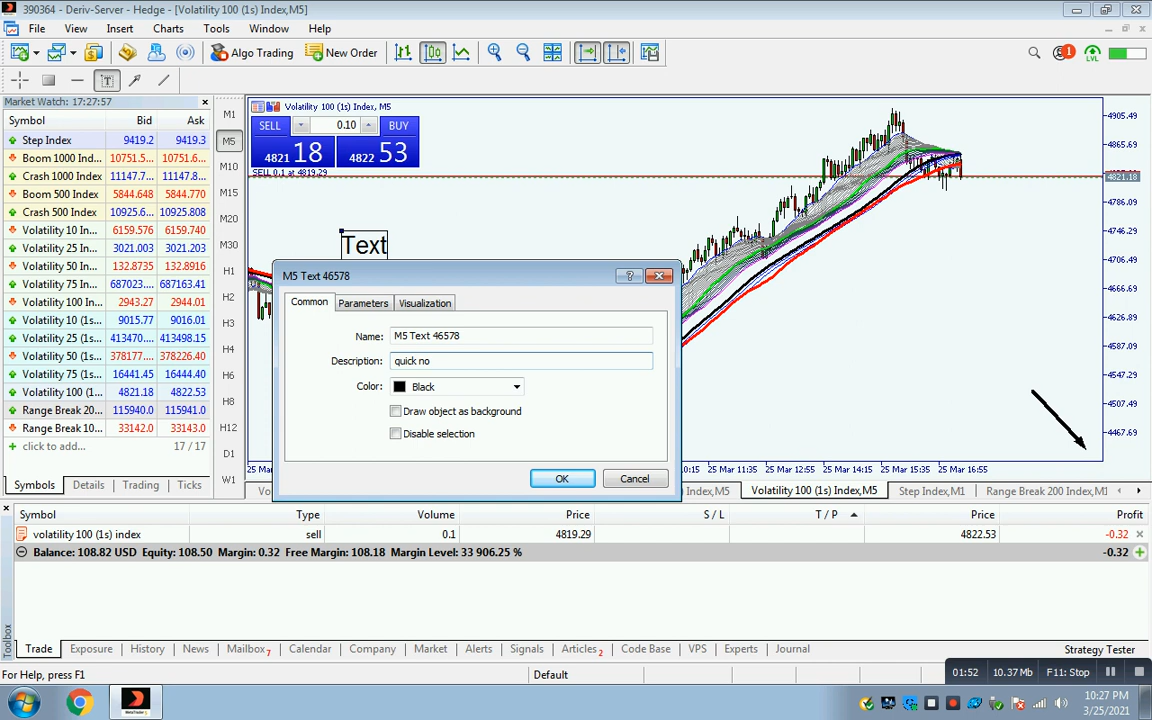 390364 - Deriv-Server - Hedge - [Volatility 100 (1s) Index,M5]
File View Insert Charts Tools Window Help
Algo Trading New Order 1 LVL
T
Market Watch: 17:27:57
Symbol Bid Ask
Step Index 9419.2 9419.3
Boom 1000 Ind... 10751.5... 10751.6...
Crash 1000 Index 11147.7... 11147.8...
Boom 500 Index 5844.648 5844.770
Crash 500 Index 10925.6... 10925.808
Volatility 10 In... 6159.576 6159.740
Volatility 25 In... 3021.003 3021.203
Volatility 50 In... 132.8735 132.8916
Volatility 75 In... 687023.... 687163.41
Volatility 100 In... 2943.27 2944.01
Volatility 10 (1s... 9015.77 9016.01
Volatility 25 (1s... 413470.... 413498.15
Volatility 50 (1s... 378177.... 378226.40
Volatility 75 (1s... 16441.45 16444.40
Volatility 100 (1... 4821.18 4822.53
Range Break 20... 115940.0 115941.0
Range Break 10... 33142.0 33143.0
click to add... 17 / 17
Symbols Details Trading Ticks
M1
M5
M10
M15
M20
M30
H1
H2
H3
H4
H6
H8
H12
D1
W1
Volatility 100 (1s) Index, M5
SELL 0.10 BUY
4821 18 4822 53
SELL 0.1 at 4819.29
Text
4905.49
4865.69
4821.18
4786.09
4746.29
4706.49
4666.69
4626.89
4587.09
4547.29
4507.49
4467.69
M5 Text 46578
Common Parameters Visualization
Name: M5 Text 46578
Description: quick no
Color: Black
Draw object as background
Disable selection
OK Cancel
25 Mar 11:35 25 Mar 12:55 25 Mar 14:15 25 Mar 15:35 25 Mar 16:55
Volatility 100 (1s) Index,M5 Step Index,M1 Range Break 200 Index,M1
Symbol Type Volume Price S / L T / P Price Profit
volatility 100 (1s) index sell 0.1 4819.29 4822.53 -0.32
Balance: 108.82 USD Equity: 108.50 Margin: 0.32 Free Margin: 108.18 Margin Level: 33 906.25 % -0.32
Toolbox
Trade Exposure History News Mailbox 7 Calendar Company Market Alerts Signals Articles 2 Code Base VPS Experts Journal Strategy Tester
For Help, press F1 Default
01:52 10.37 Mb F11: Stop
10:27 PM
3/25/2021